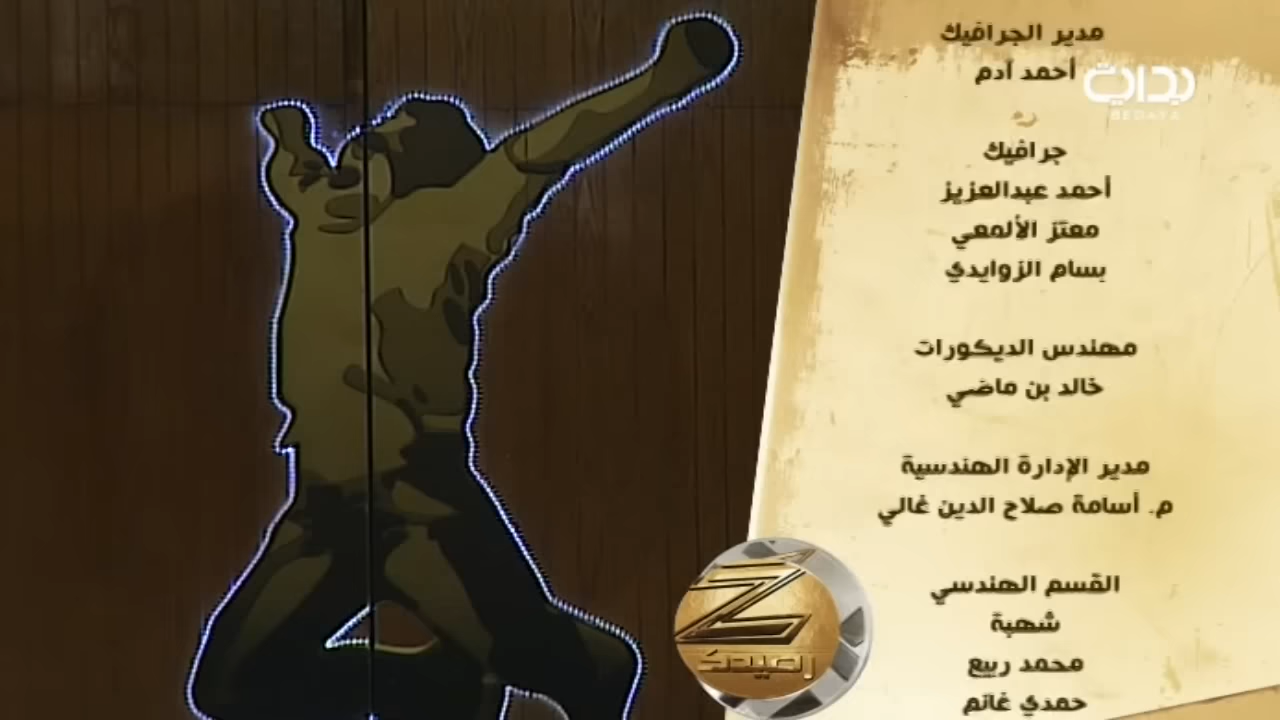 مدير الجرافيك
أحمد آدم
بداية
BEDAYA
جرافيك
أحمد عبدالعزيز
معتز الألمعي
بسام الزوايدي
مهندس الديكورات
خالد بن ماضي
مدير الإدارة الهندسية
م. أسامة صلاح الدين غالي
القسم الهندسي
شهبة
محمد ربيع
حمدي غانم
رصيدك